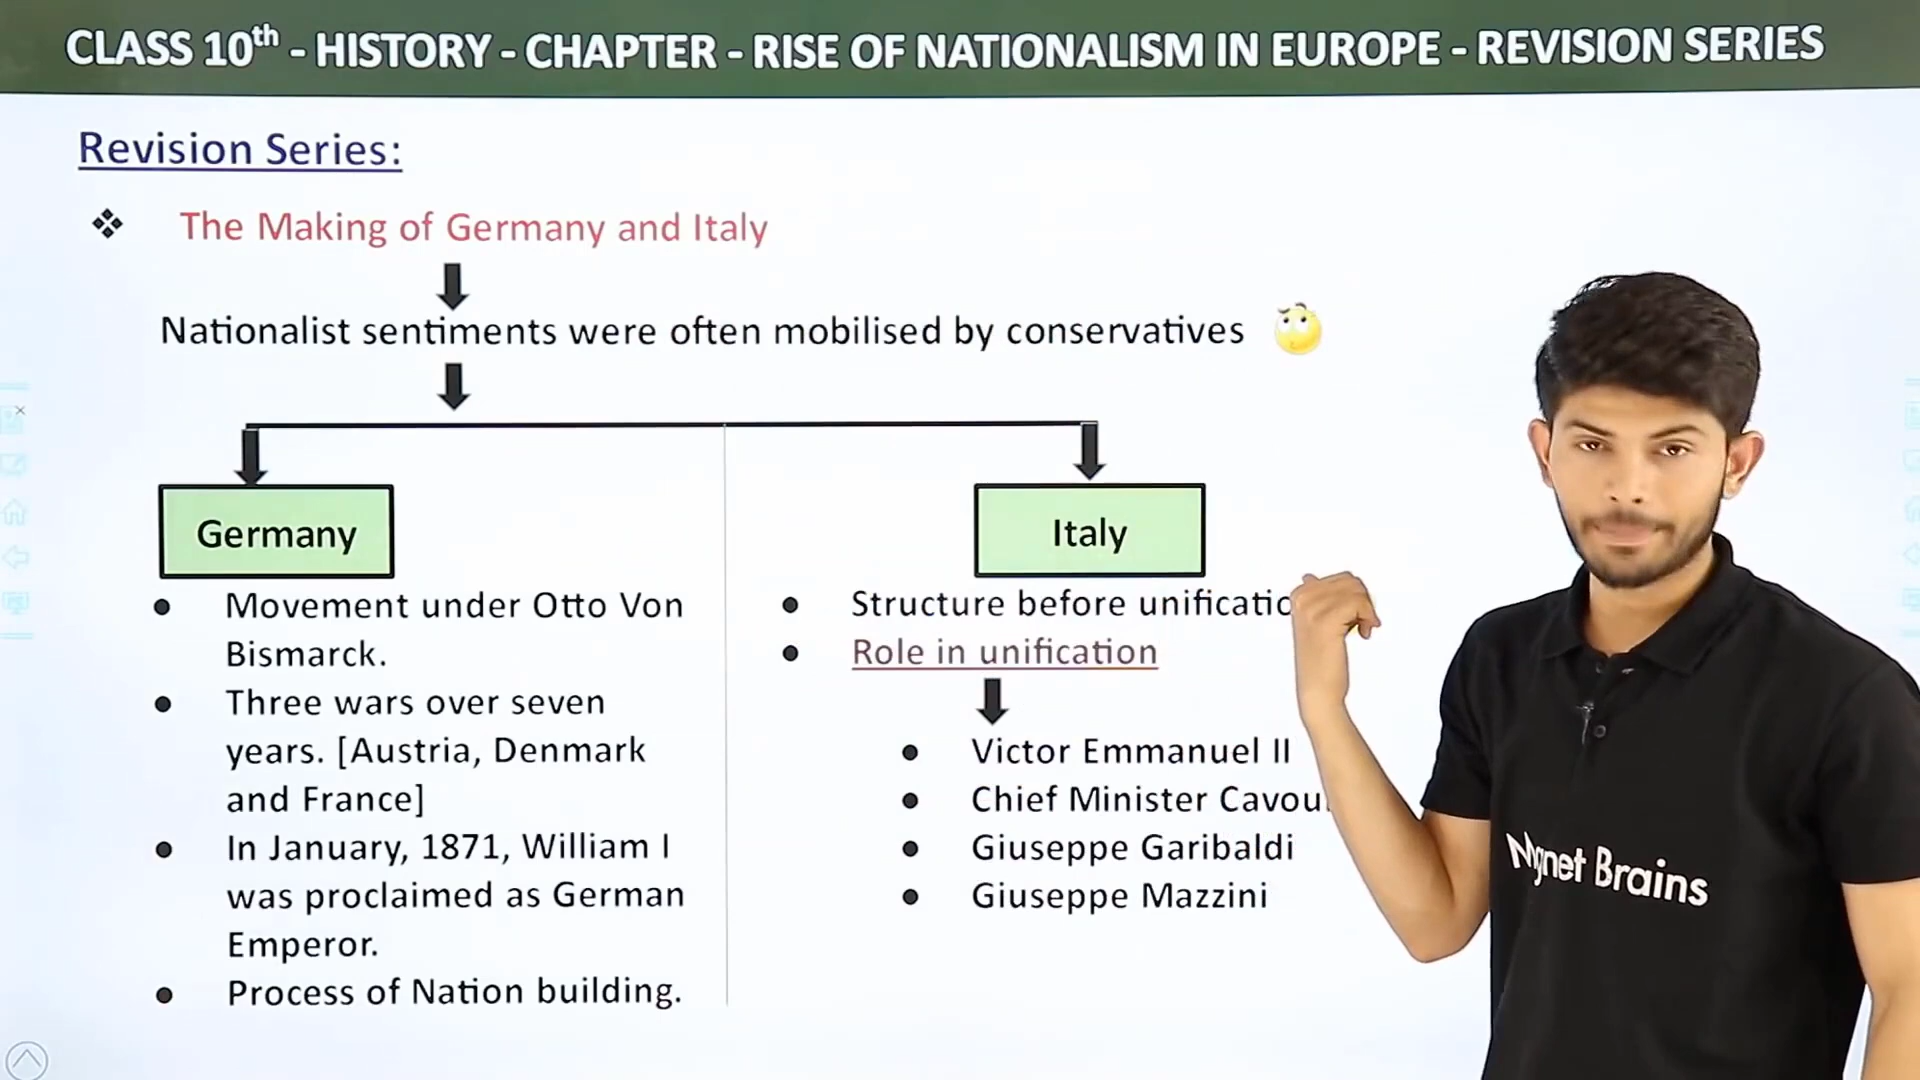 CLASS 10th - HISTORY - CHAPTER - RISE OF NATIONALISM IN EUROPE - REVISION SERIES
Revision Series:
The Making of Germany and Italy
Nationalist sentiments were often mobilised by conservatives
Germany
Movement under Otto Von
Bismarck.
Three wars over seven
years. [Austria, Denmark
and France]
In January, 1871, William I
was proclaimed as German
Emperor.
Process of Nation building.
Italy
Structure before unificatio
Role in unification
Victor Emmanuel II
Chief Minister Cavou
Giuseppe Garibaldi
Giuseppe Mazzini
Magnet Brains